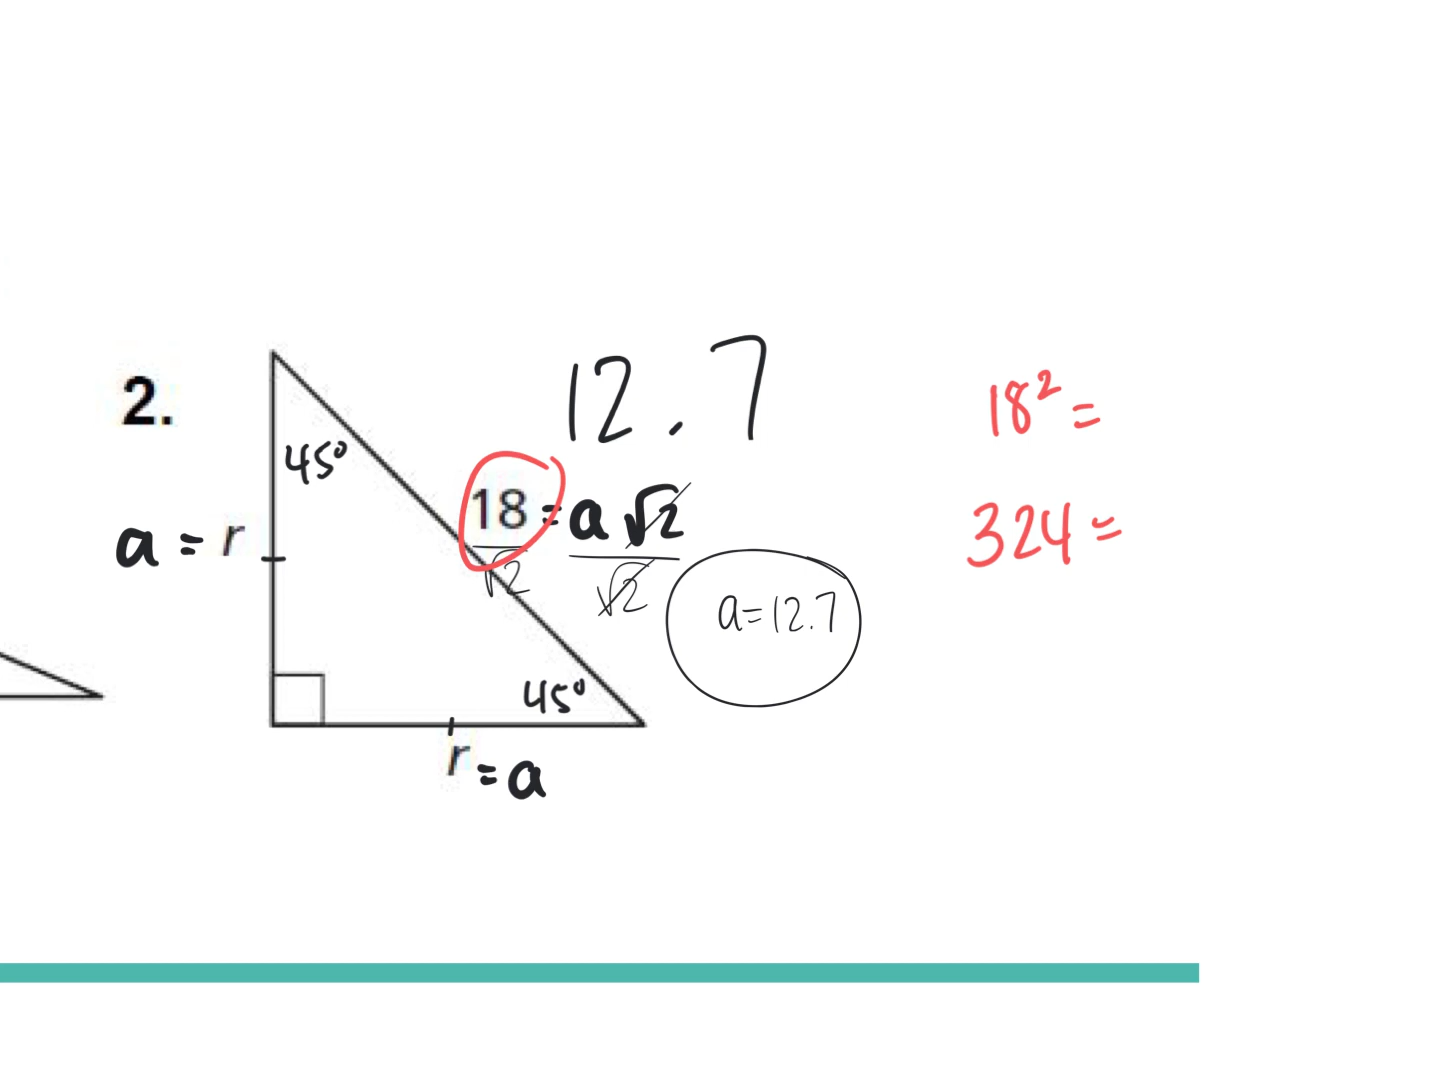 2.
12.7
18² =
45°
18 = a √2
√2 √2
324 =
a = r
a = 12.7
45°
r = a